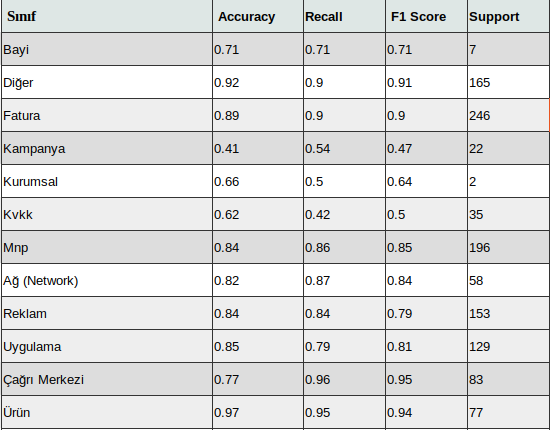 Sınıf Accuracy Recall F1 Score Support
Bayi 0.71 0.71 0.71 7
Diğer 0.92 0.9 0.91 165
Fatura 0.89 0.9 0.9 246
Kampanya 0.41 0.54 0.47 22
Kurumsal 0.66 0.5 0.64 2
Kvkk 0.62 0.42 0.5 35
Mnp 0.84 0.86 0.85 196
Ağ (Network) 0.82 0.87 0.84 58
Reklam 0.84 0.84 0.79 153
Uygulama 0.85 0.79 0.81 129
Çağrı Merkezi 0.77 0.96 0.95 83
Ürün 0.97 0.95 0.94 77